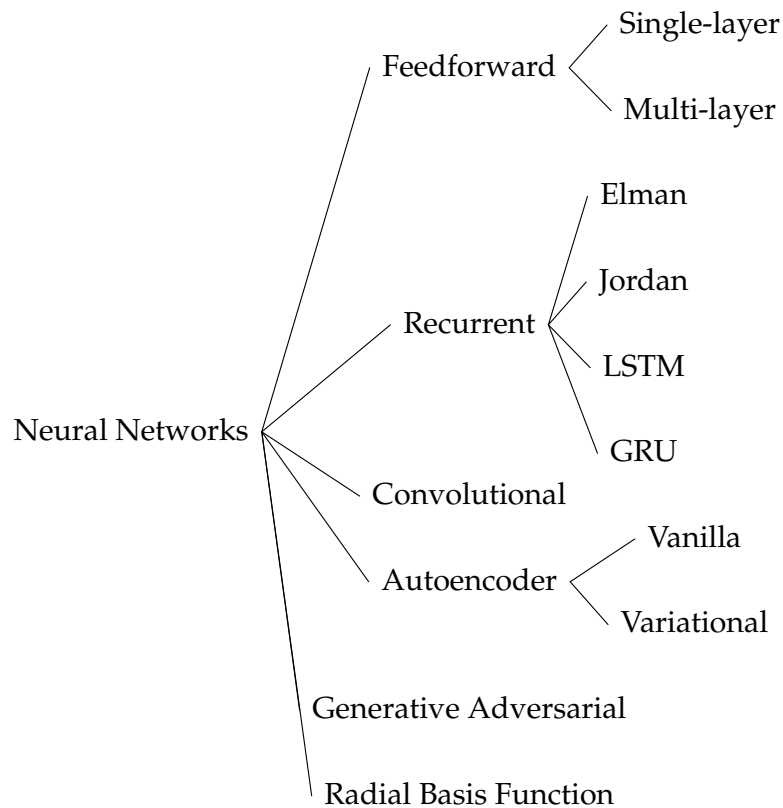 Single-layer
Feedforward
Multi-layer
Elman
Jordan
Recurrent
LSTM
Neural Networks
GRU
Convolutional
Vanilla
Autoencoder
Variational
Generative Adversarial
Radial Basis Function